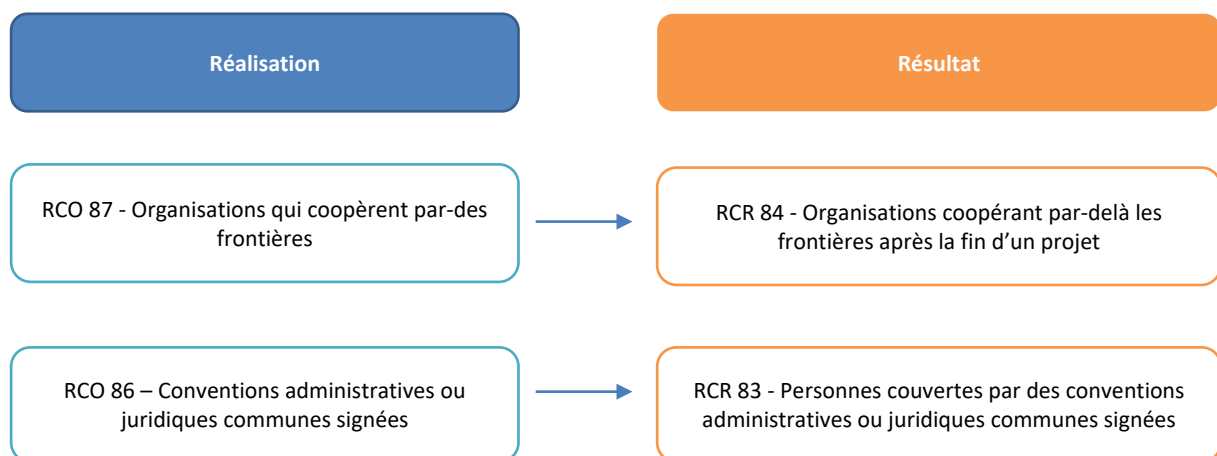 Réalisation
Résultat
RCO 87 - Organisations qui coopèrent par-des
frontières
RCR 84 - Organisations coopérant par-delà les
frontières après la fin d’un projet
RCO 86 – Conventions administratives ou
juridiques communes signées
RCR 83 - Personnes couvertes par des conventions
administratives ou juridiques communes signées